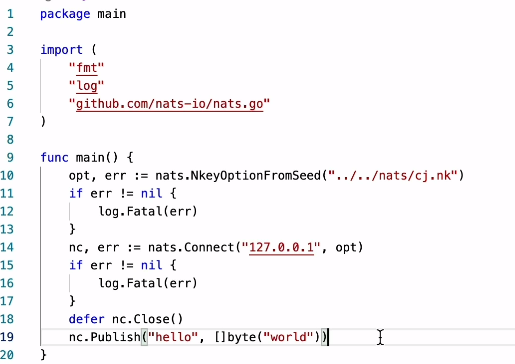 1 package main
2
3 import (
4 "fmt"
5 "log"
6 "github.com/nats-io/nats.go"
7 )
8
9 func main() {
10 opt, err := nats.NkeyOptionFromSeed("../../nats/cj.nk")
11 if err != nil {
12 log.Fatal(err)
13 }
14 nc, err := nats.Connect("127.0.0.1", opt)
15 if err != nil {
16 log.Fatal(err)
17 }
18 defer nc.Close()
19 nc.Publish("hello", []byte("world"))
20 }